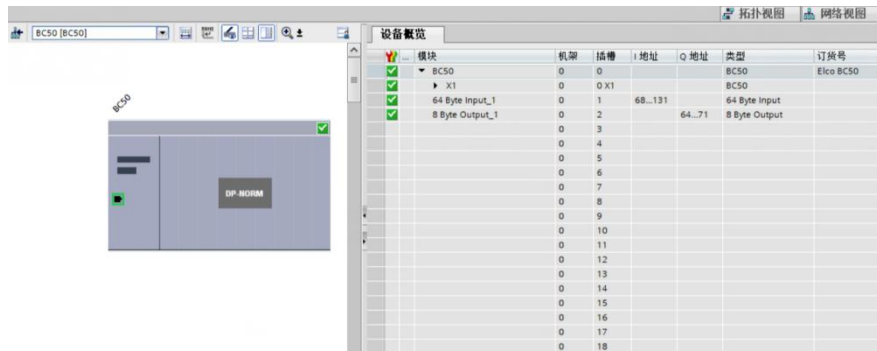 拓扑视图 网络视图
BC50 [BC50]
设备概览
... 模块 机架 插槽 I 地址 Q 地址 类型 订货号
BC50 0 0 BC50 Elco BC50
X1 0 0 X1 BC50
64 Byte Input_1 0 1 68...131 64 Byte Input
8 Byte Output_1 0 2 64...71 8 Byte Output
0 3
0 4
0 5
0 6
0 7
0 8
0 9
0 10
0 11
0 12
0 13
0 14
0 15
0 16
0 17
0 18
BC50
DP-NORM